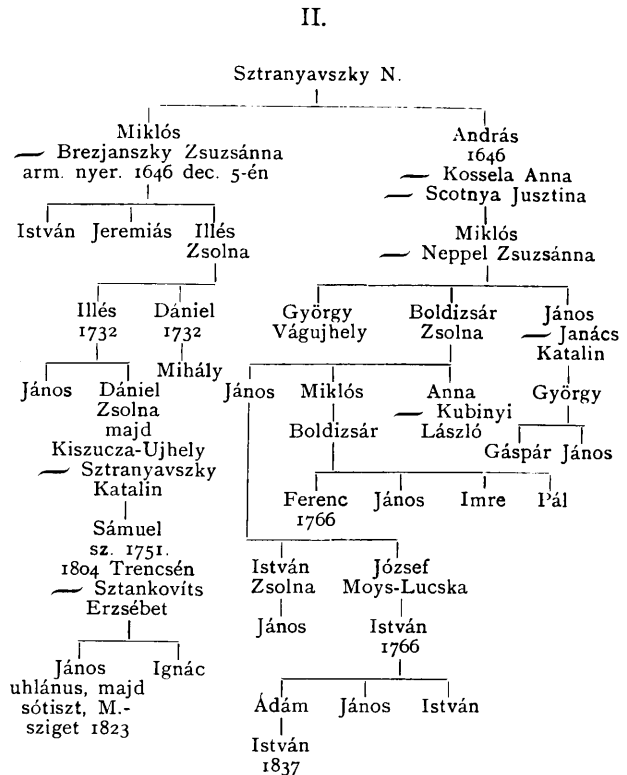 II.
Sztranyavszky N.
Miklós
Brezjanszky Zsuzsánna
arm. nyer. 1646 dec. 5-én
András
1646
Kossela Anna
Scotnya Jusztina
István Jeremiás Illés
Zsolna
Miklós
Neppel Zsuzsánna
Illés
1732
Dániel
1732
Mihály
György
Vágujhely
Boldizsár
Zsolna
János
Janács
Katalin
János
Dániel
Zsolna
majd
Kiszucza-Ujhely
Sztranyavszky
Katalin
János
Miklós
Anna
Kubinyi
László
György
Boldizsár
Gáspár János
Ferenc
1766
János Imre Pál
Sámuel
sz. 1751.
1804 Trencsén
Sztankovíts
Erzsébet
István
Zsolna
József
Moys-Lucska
János
István
1766
János
uhlánus, majd
sótiszt, M.-
sziget 1823
Ignác
Ádám János István
István
1837